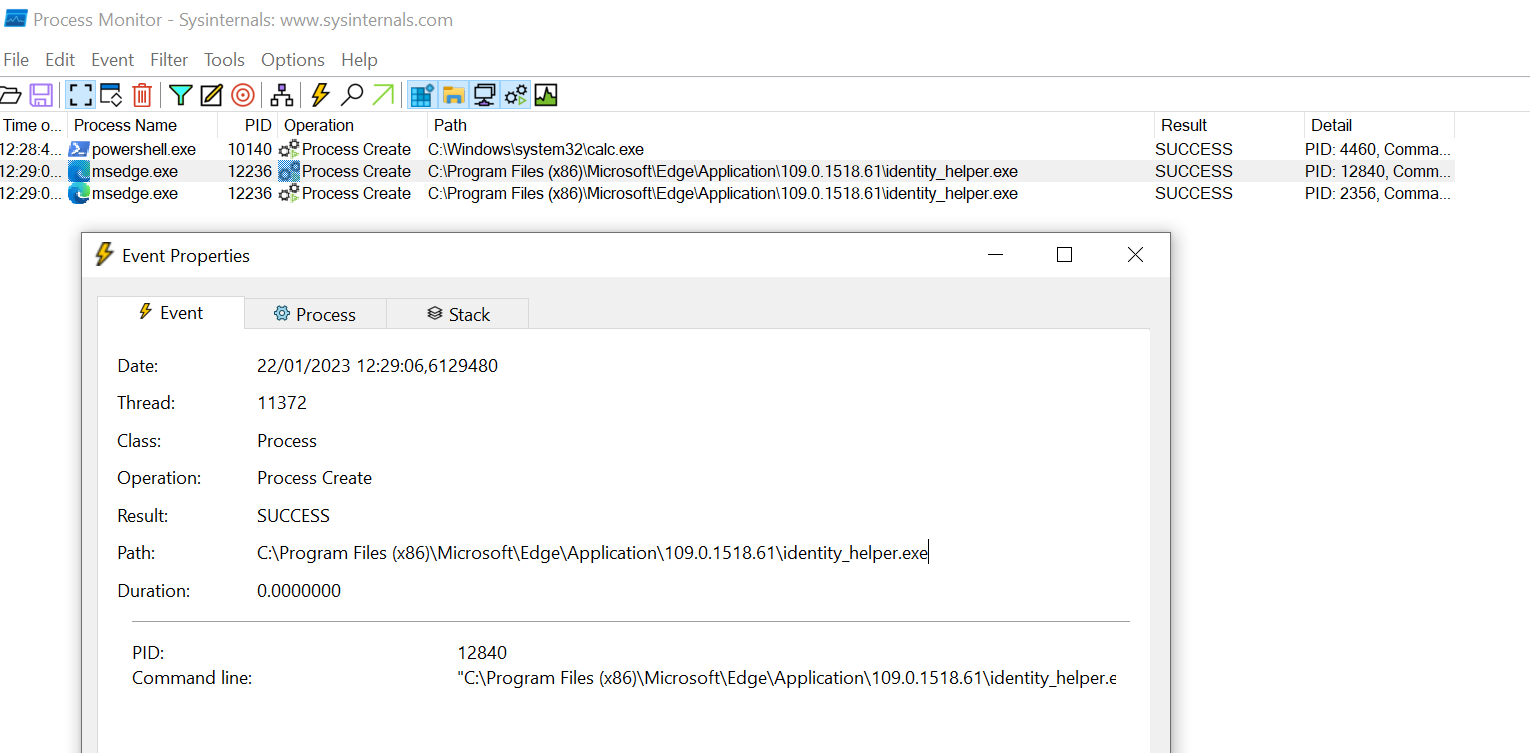 Process Monitor - Sysinternals: www.sysinternals.com
File Edit Event Filter Tools Options Help
Time o... Process Name PID Operation Path Result Detail
12:28:4... powershell.exe 10140 Process Create C:\Windows\system32\calc.exe SUCCESS PID: 4460, Comma...
12:29:0... msedge.exe 12236 Process Create C:\Program Files (x86)\Microsoft\Edge\Application\109.0.1518.61\identity_helper.exe SUCCESS PID: 12840, Comm...
12:29:0... msedge.exe 12236 Process Create C:\Program Files (x86)\Microsoft\Edge\Application\109.0.1518.61\identity_helper.exe SUCCESS PID: 2356, Comma...
Event Properties
Event Process Stack
Date: 22/01/2023 12:29:06,6129480
Thread: 11372
Class: Process
Operation: Process Create
Result: SUCCESS
Path: C:\Program Files (x86)\Microsoft\Edge\Application\109.0.1518.61\identity_helper.exe
Duration: 0.0000000
PID: 12840
Command line: "C:\Program Files (x86)\Microsoft\Edge\Application\109.0.1518.61\identity_helper.e